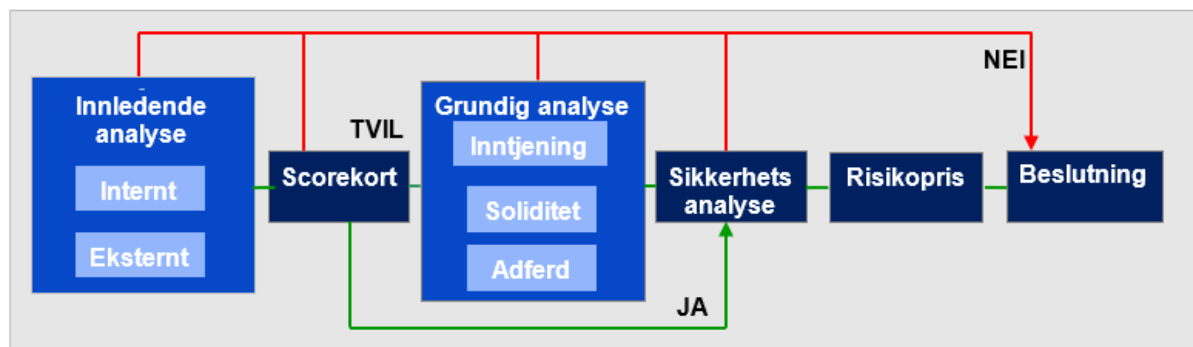 NEI
Innledende
analyse
Internt
Eksternt
Scorekort
TVIL
Grundig analyse
Inntjening
Soliditet
Adferd
JA
Sikkerhets
analyse
Risikopris
Beslutning